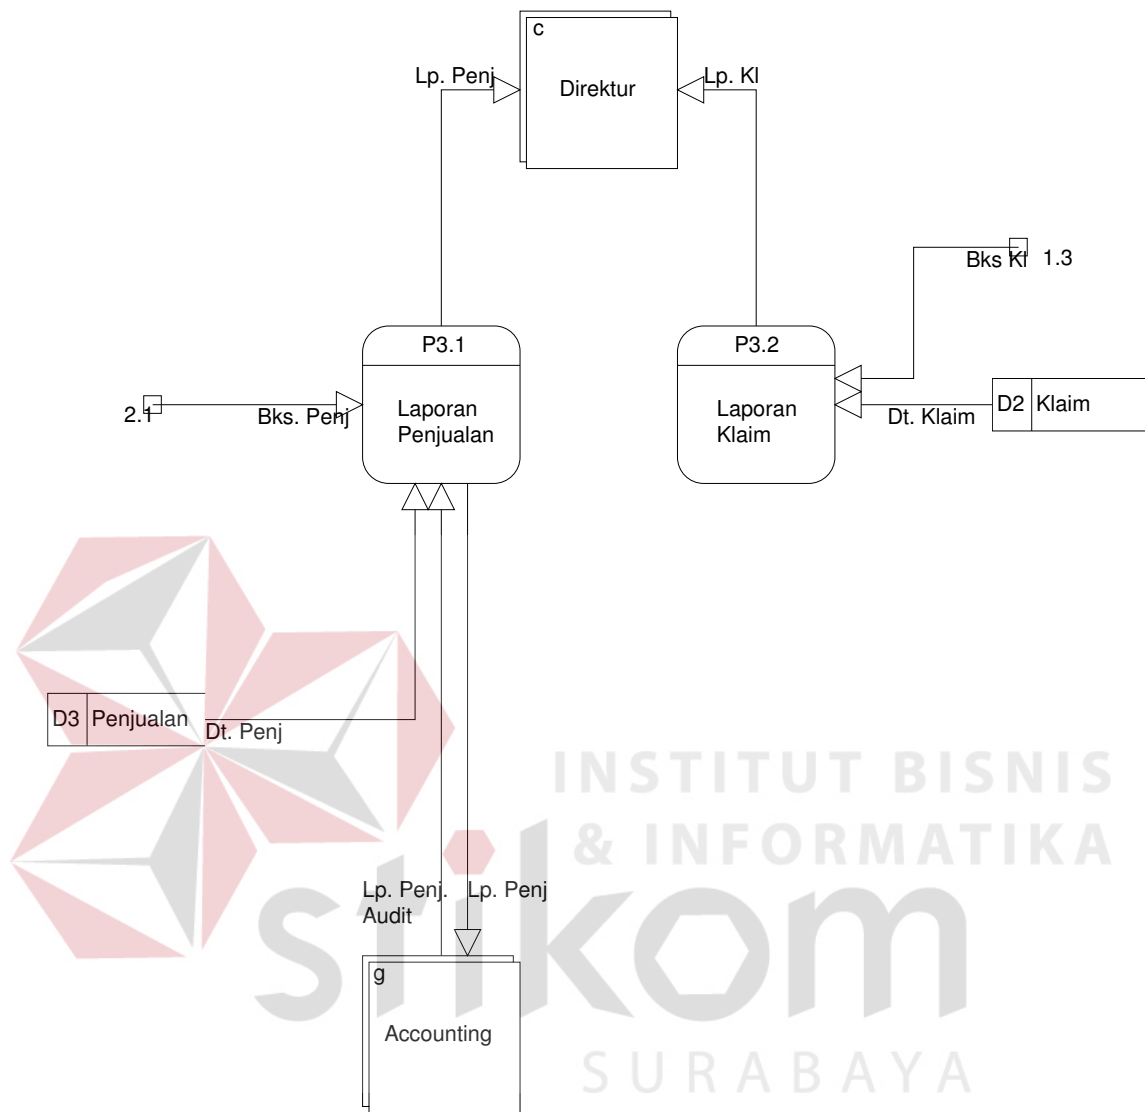 c
Direktur
Lp. Penj
Lp. Kl
Bks Kl
1.3
P3.1
Laporan
Penjualan
P3.2
Laporan
Klaim
2.1
Bks. Penj
D2
Klaim
Dt. Klaim
D3
Penjualan
Dt. Penj
INSTITUT BISNIS
& INFORMATIKA
stikom
SURABAYA
Lp. Penj.
Audit
Lp. Penj
g
Accounting